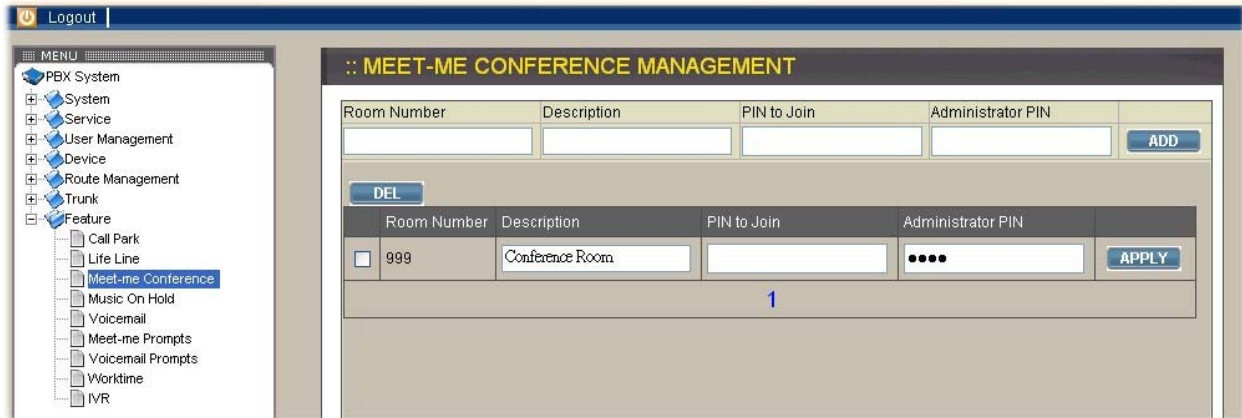 Logout
MENU
PBX System
System
Service
User Management
Device
Route Management
Trunk
Feature
Call Park
Life Line
Meet-me Conference
Music On Hold
Voicemail
Meet-me Prompts
Voicemail Prompts
Worktime
IVR
:: MEET-ME CONFERENCE MANAGEMENT
Room Number Description PIN to Join Administrator PIN
ADD
DEL
Room Number Description PIN to Join Administrator PIN
999 Conference Room ●●●● APPLY
1